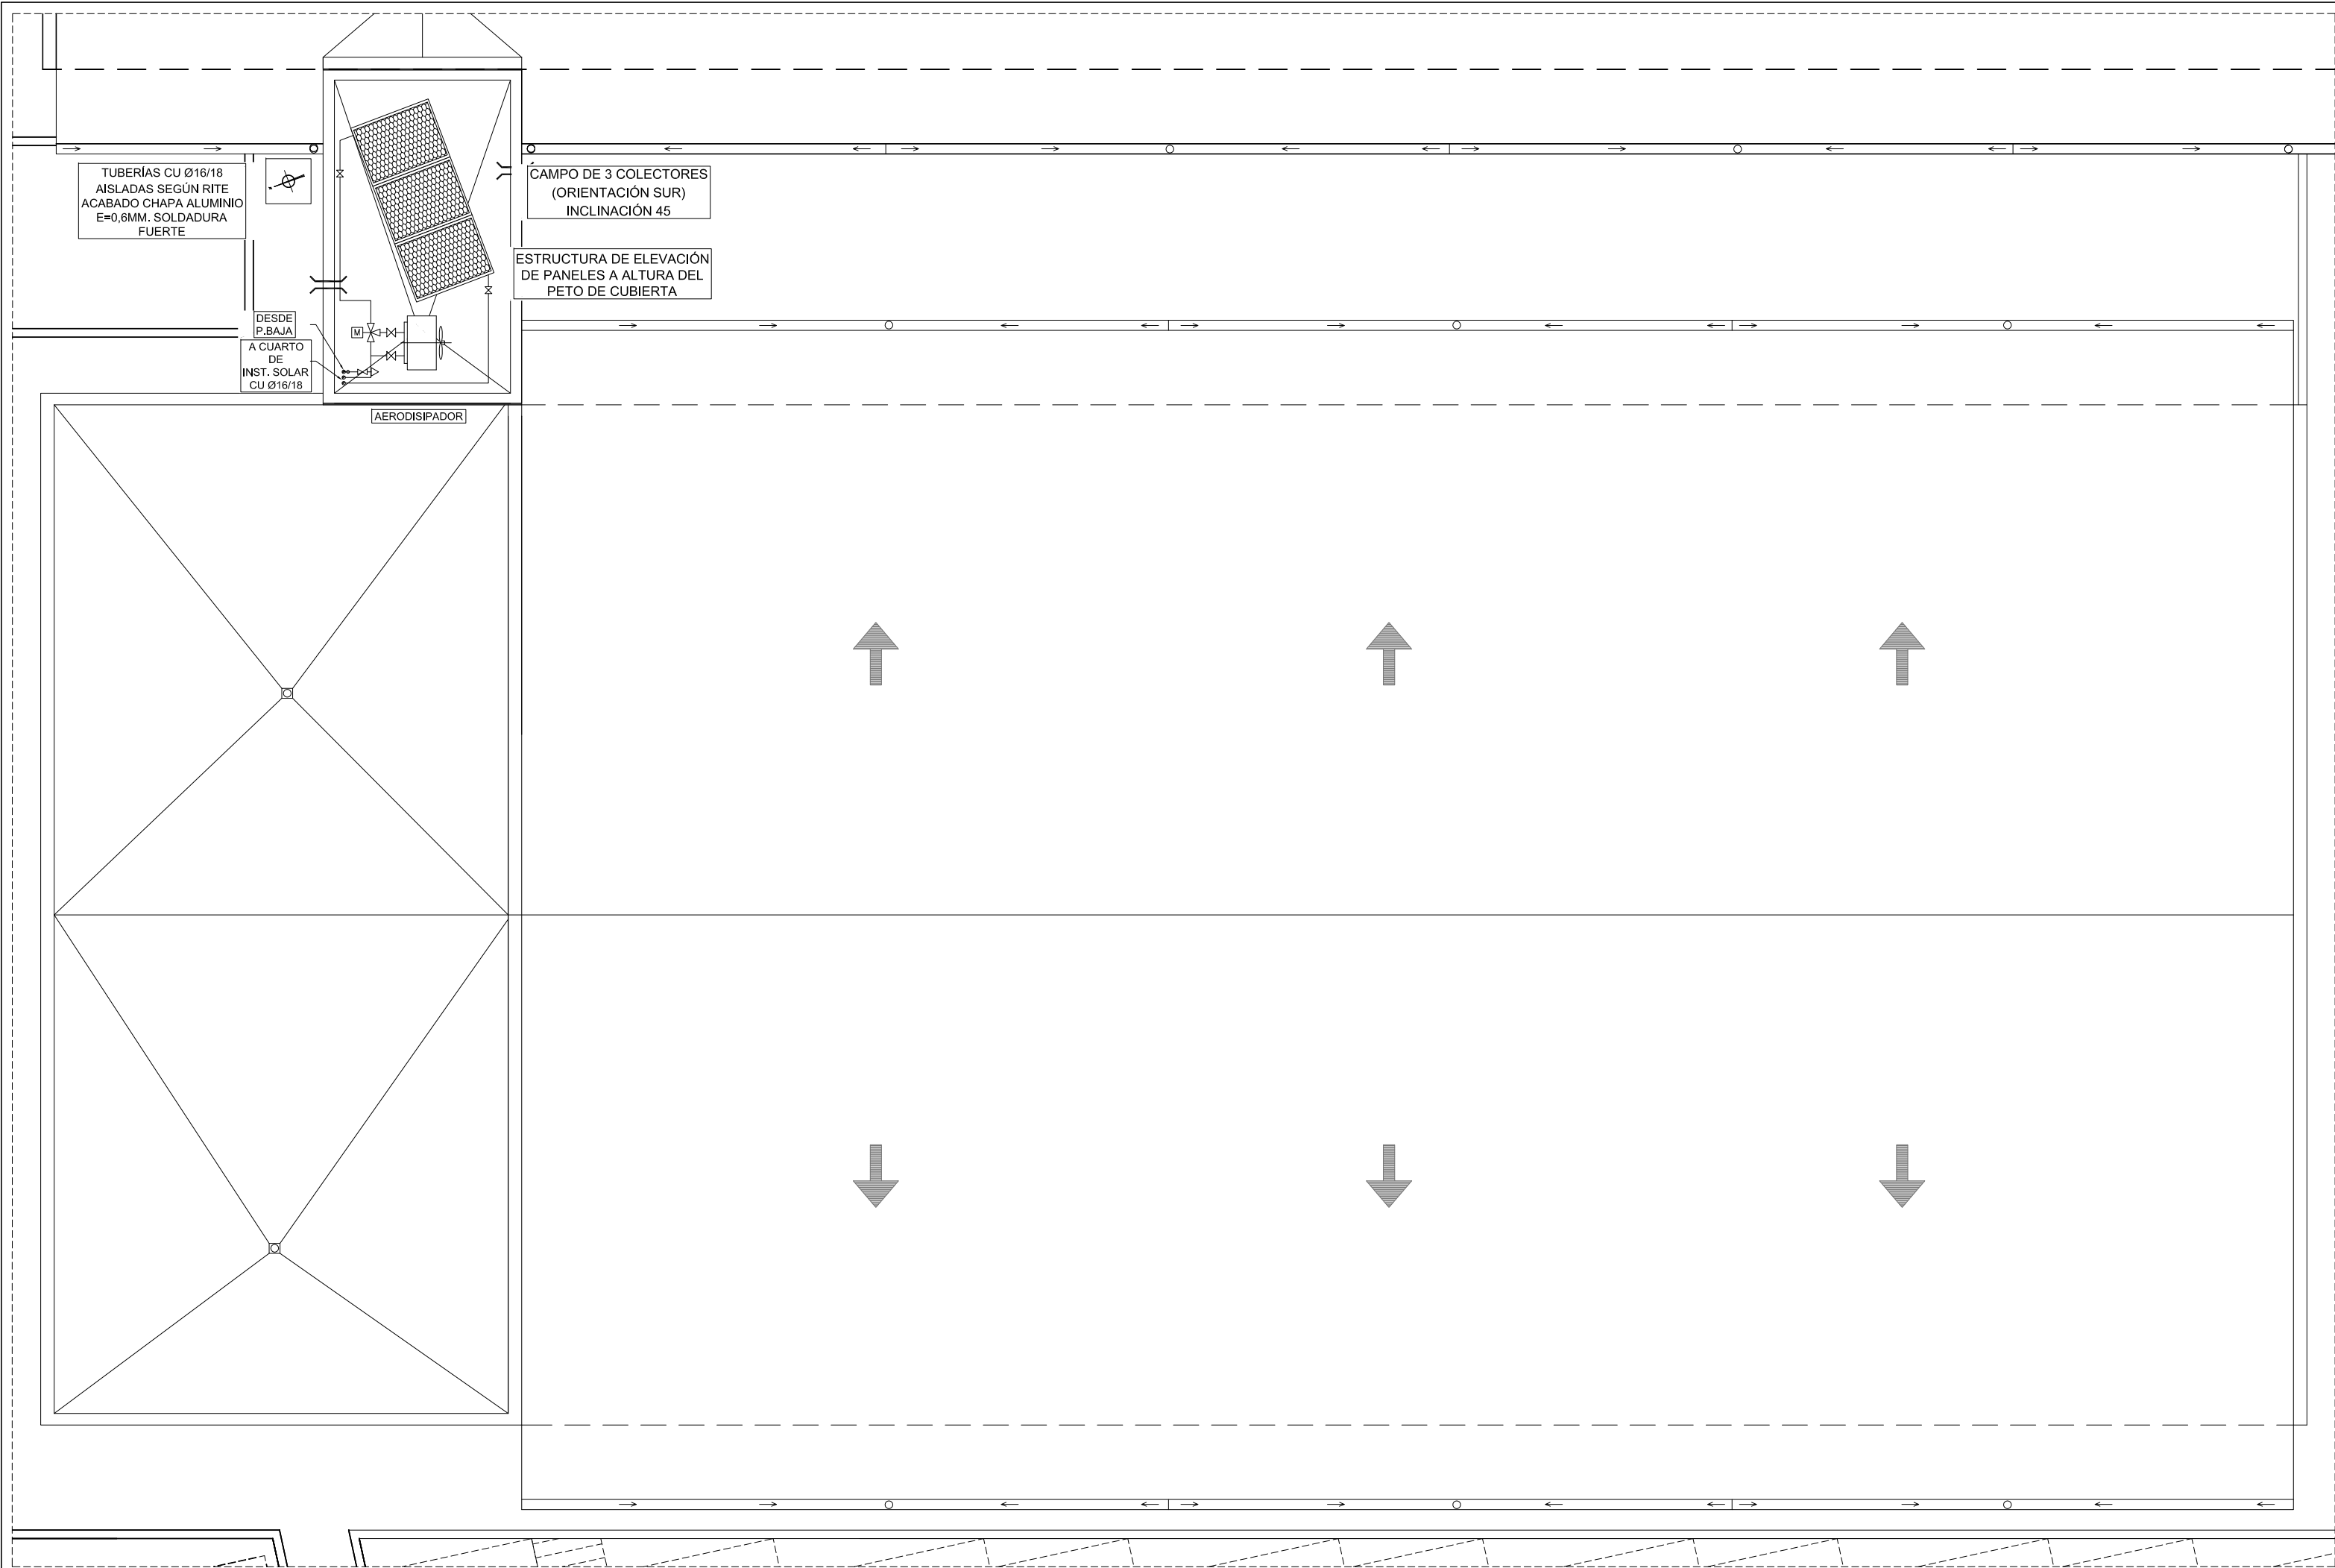 TUBERÍAS CU Ø16/18
AISLADAS SEGÚN RITE
ACABADO CHAPA ALUMINIO
E=0,6MM. SOLDADURA
FUERTE
CAMPO DE 3 COLECTORES
(ORIENTACIÓN SUR)
INCLINACIÓN 45
ESTRUCTURA DE ELEVACIÓN
DE PANELES A ALTURA DEL
PETO DE CUBIERTA
DESDE
P.BAJA
M
A CUARTO
DE
INST. SOLAR
CU Ø16/18
AERODISIPADOR